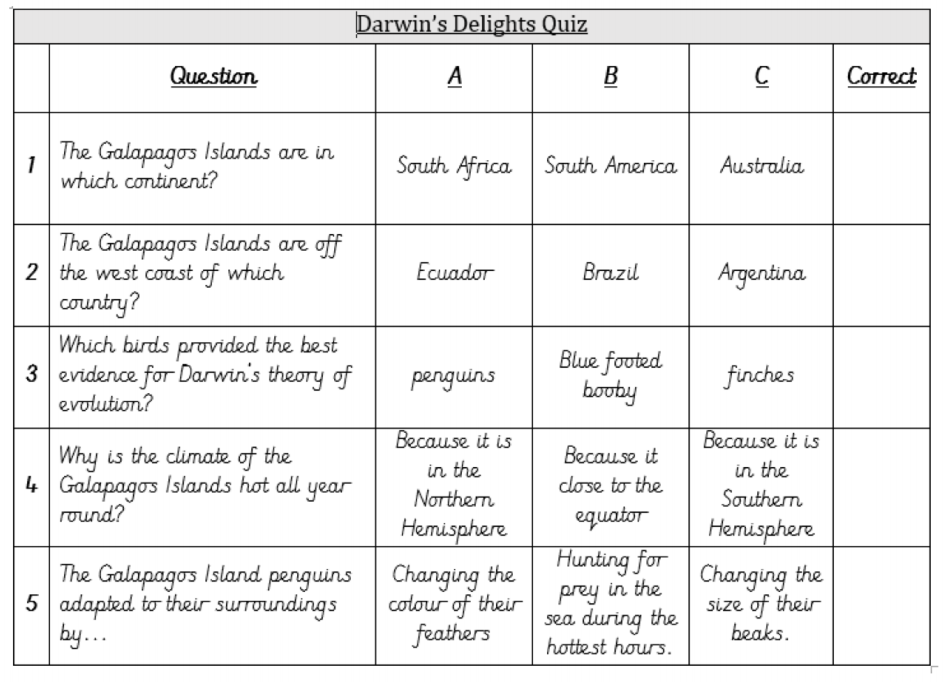 Darwin's Delights Quiz
Question A B C Correct
1
The Galapagos Islands are in
which continent?
South Africa
South America
Australia
2
The Galapagos Islands are off
the west coast of which
country?
Ecuador
Brazil
Argentina
3
Which birds provided the best
evidence for Darwin's theory of
evolution?
penguins
Blue footed
booby
finches
4
Why is the climate of the
Galapagos Islands hot all year
round?
Because it is
in the
Northern
Hemisphere
Because it
close to the
equator
Because it is
in the
Southern
Hemisphere
5
The Galapagos Island penguins
adapted to their surroundings
by...
Changing the
colour of their
feathers
Hunting for
prey in the
sea during the
hottest hours.
Changing the
size of their
beaks.